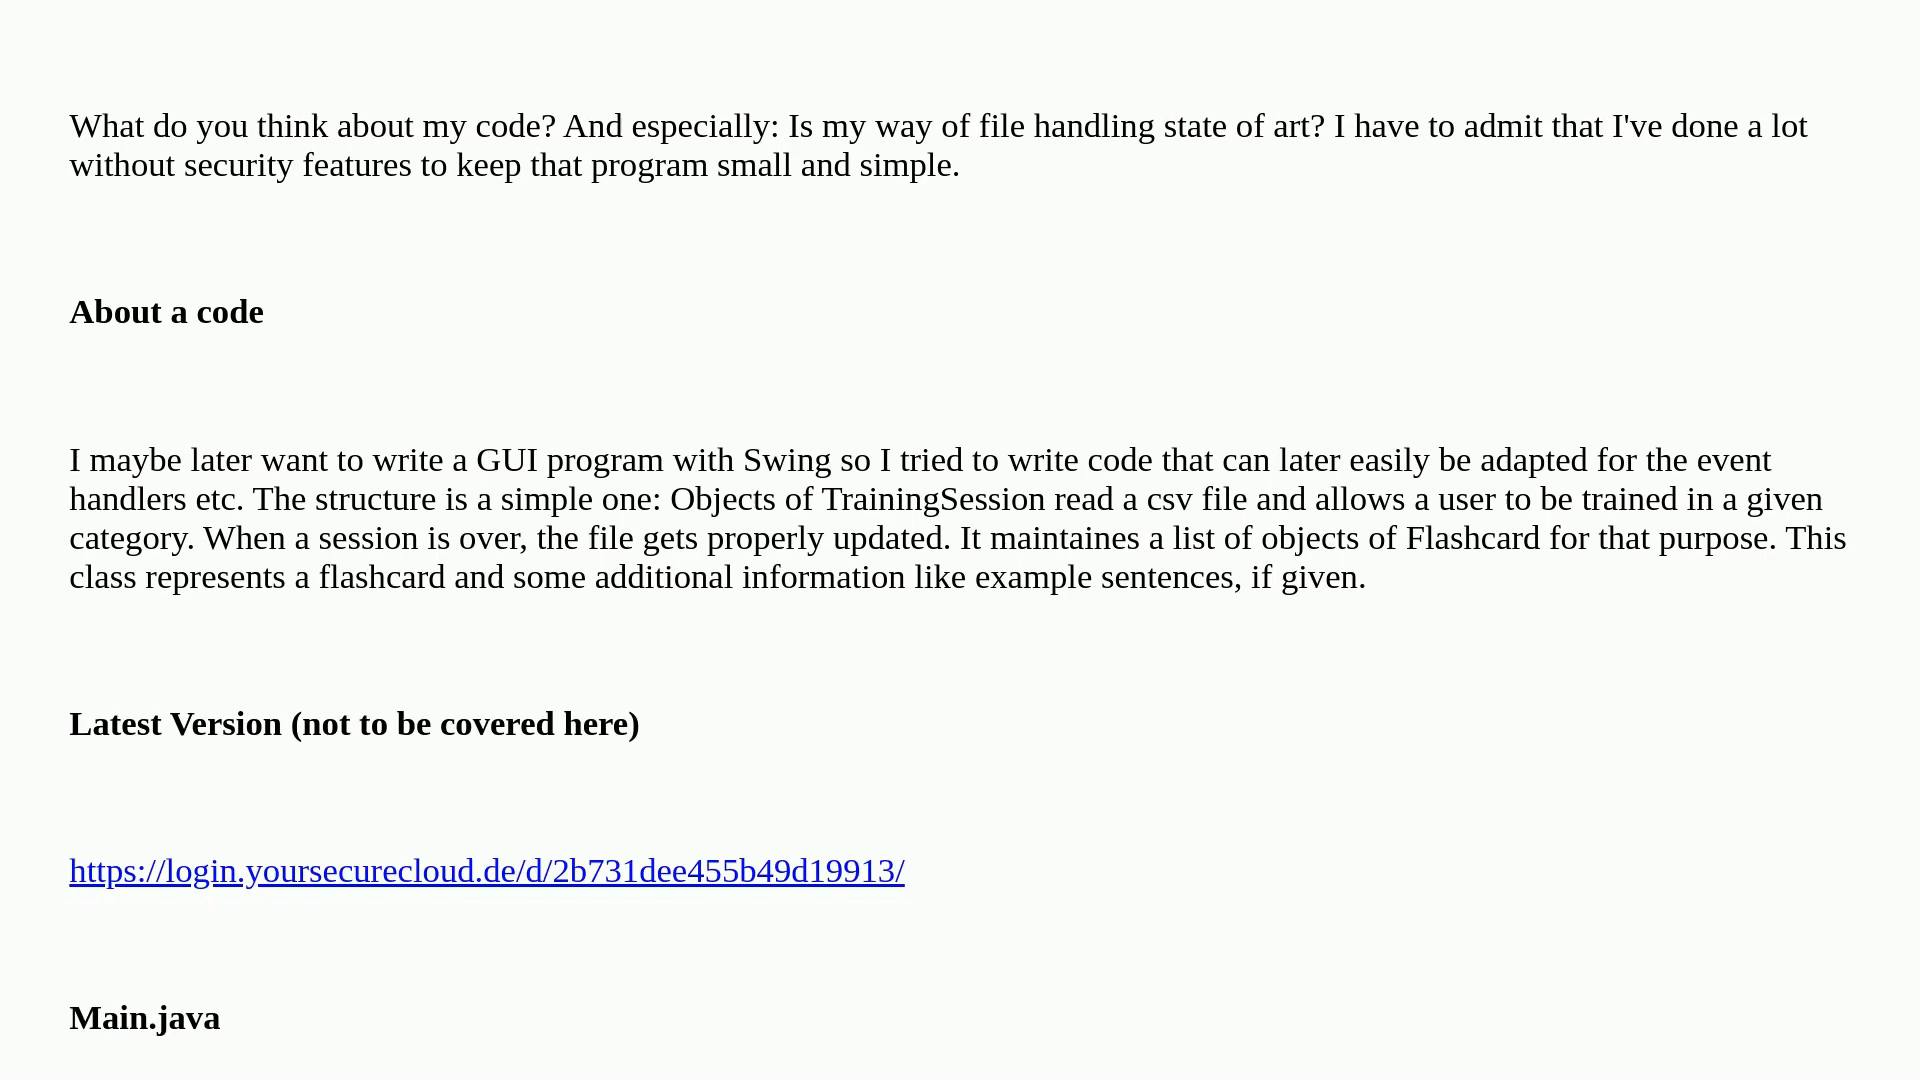 What do you think about my code? And especially: Is my way of file handling state of art? I have to admit that I've done a lot
without security features to keep that program small and simple.
About a code
I maybe later want to write a GUI program with Swing so I tried to write code that can later easily be adapted for the event
handlers etc. The structure is a simple one: Objects of TrainingSession read a csv file and allows a user to be trained in a given
category. When a session is over, the file gets properly updated. It maintaines a list of objects of Flashcard for that purpose. This
class represents a flashcard and some additional information like example sentences, if given.
Latest Version (not to be covered here)
https://login.yoursecurecloud.de/d/2b731dee455b49d19913/
Main.java